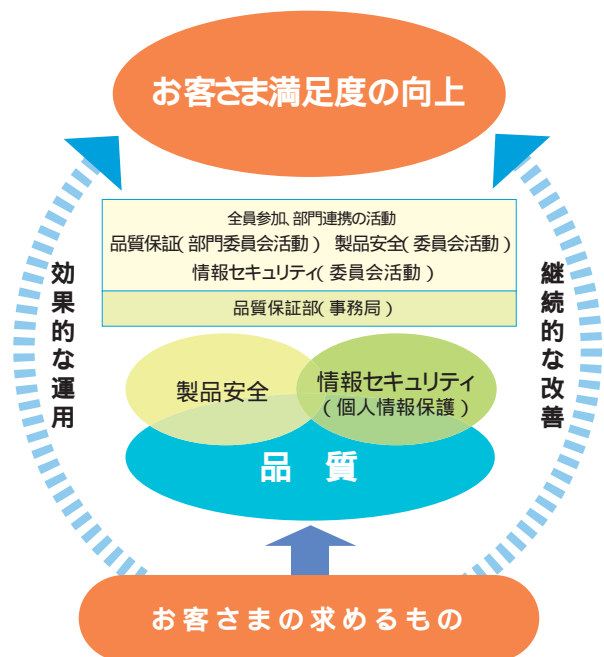 お客さま満足度の向上
全員参加、部門連携の活動
品質保証(部門委員会活動) 製品安全(委員会活動)
情報セキュリティ(委員会活動)
品質保証部(事務局)
効果的な運用
継続的な改善
製品安全
情報セキュリティ
(個人情報保護)
品 質
お客さまの求めるもの